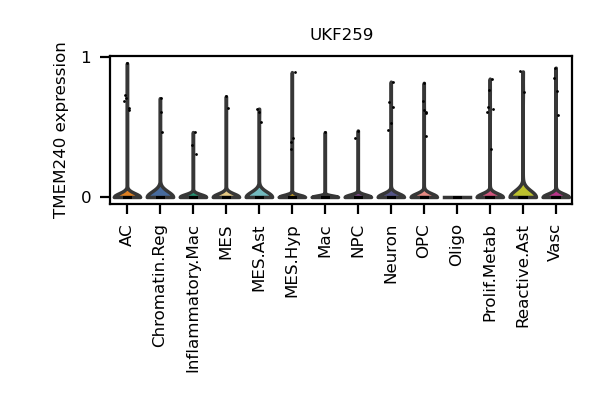 UKF259
TMEM240 expression
1
0
AC
Chromatin.Reg
Inflammatory.Mac
MES
MES.Ast
MES.Hyp
Mac
NPC
Neuron
OPC
Oligo
Prolif.Metab
Reactive.Ast
Vasc